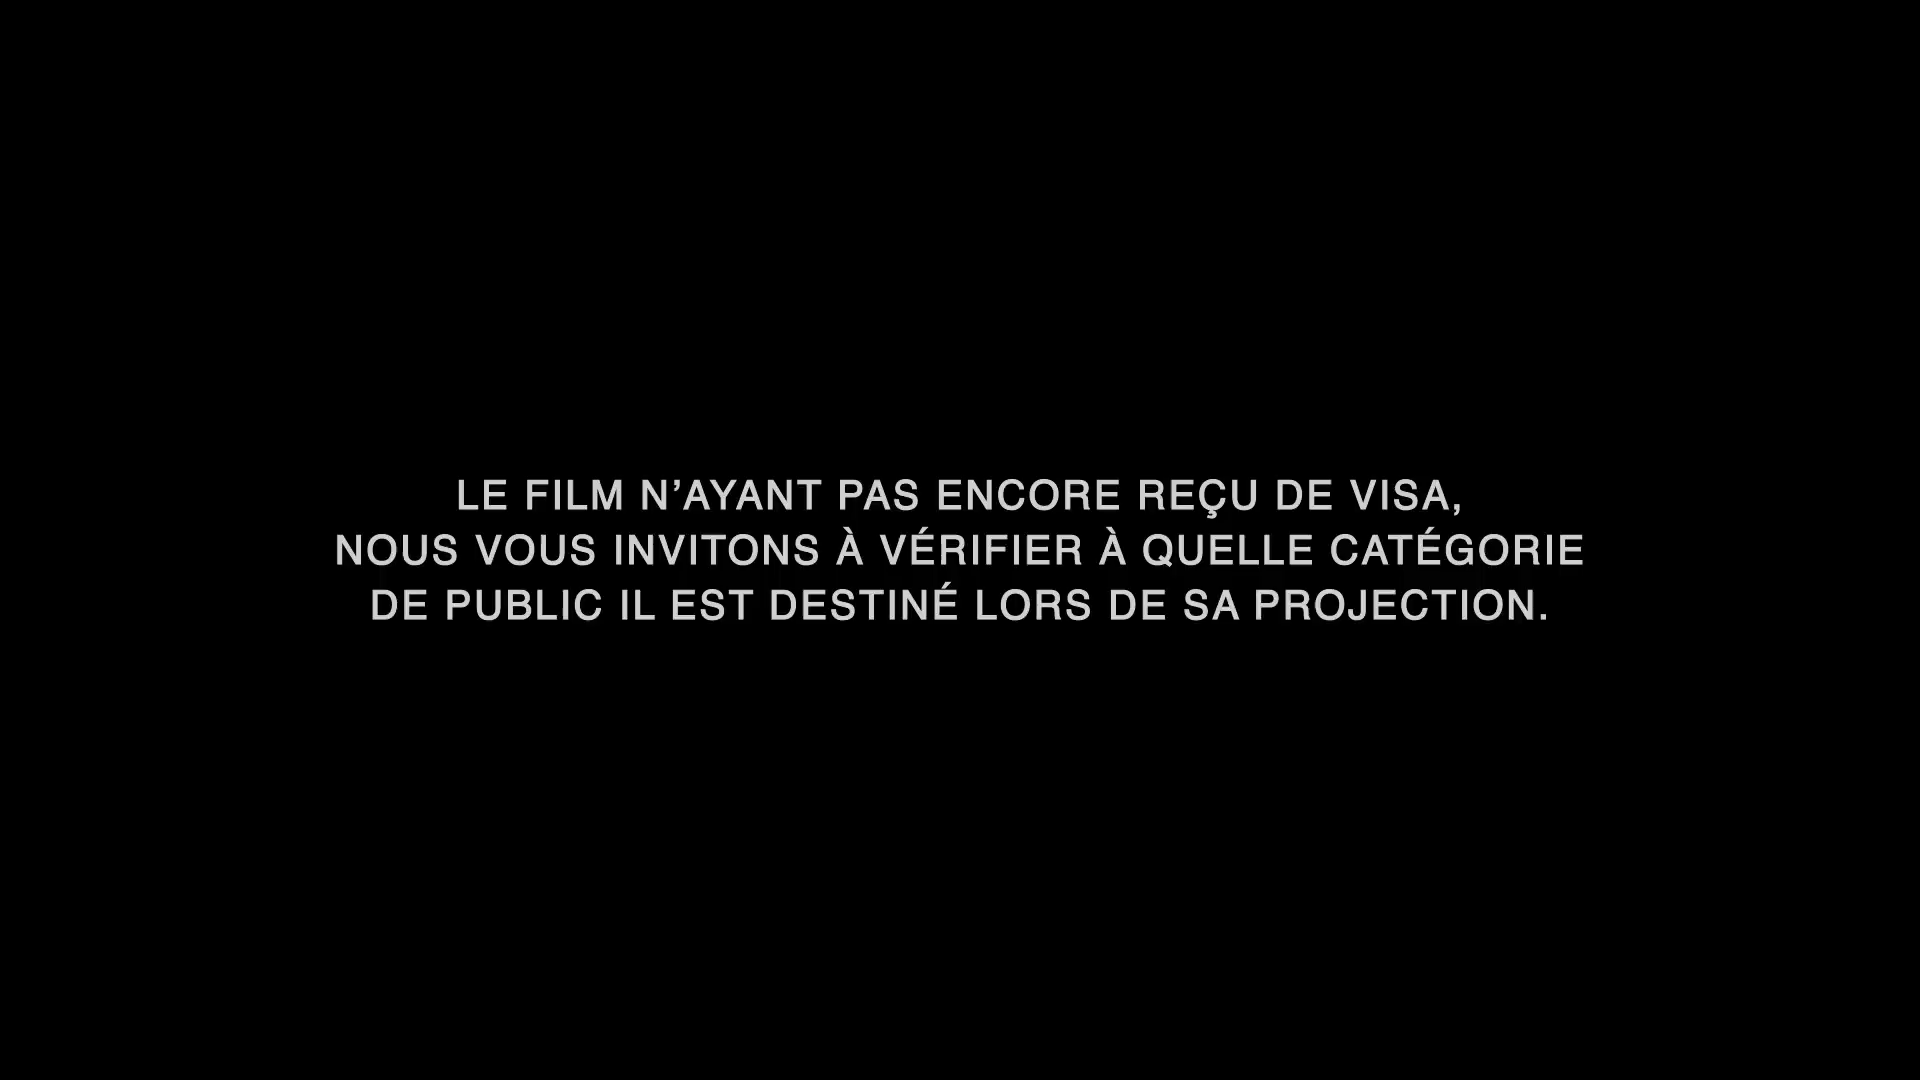 LE FILM N’AYANT PAS ENCORE REÇU DE VISA,
NOUS VOUS INVITONS À VÉRIFIER À QUELLE CATÉGORIE
DE PUBLIC IL EST DESTINÉ LORS DE SA PROJECTION.